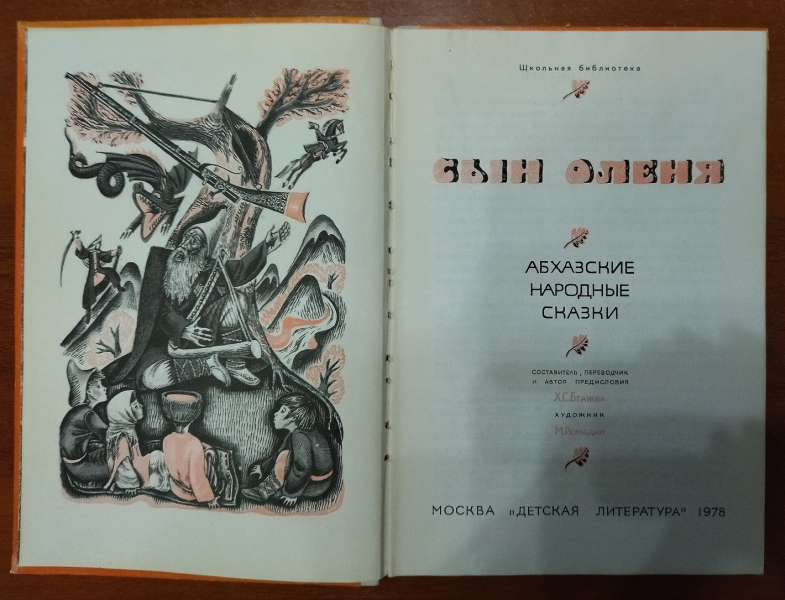 Школьная библиотека
СЫН ОЛЕНЯ
АБХАЗСКИЕ
НАРОДНЫЕ
СКАЗКИ
СОСТАВИТЕЛЬ, ПЕРЕВОДЧИК
И АВТОР ПРЕДИСЛОВИЯ
Х.С.БГАЖБА
ХУДОЖНИК
М.РОМАДИН
МОСКВА "ДЕТСКАЯ ЛИТЕРАТУРА" 1978